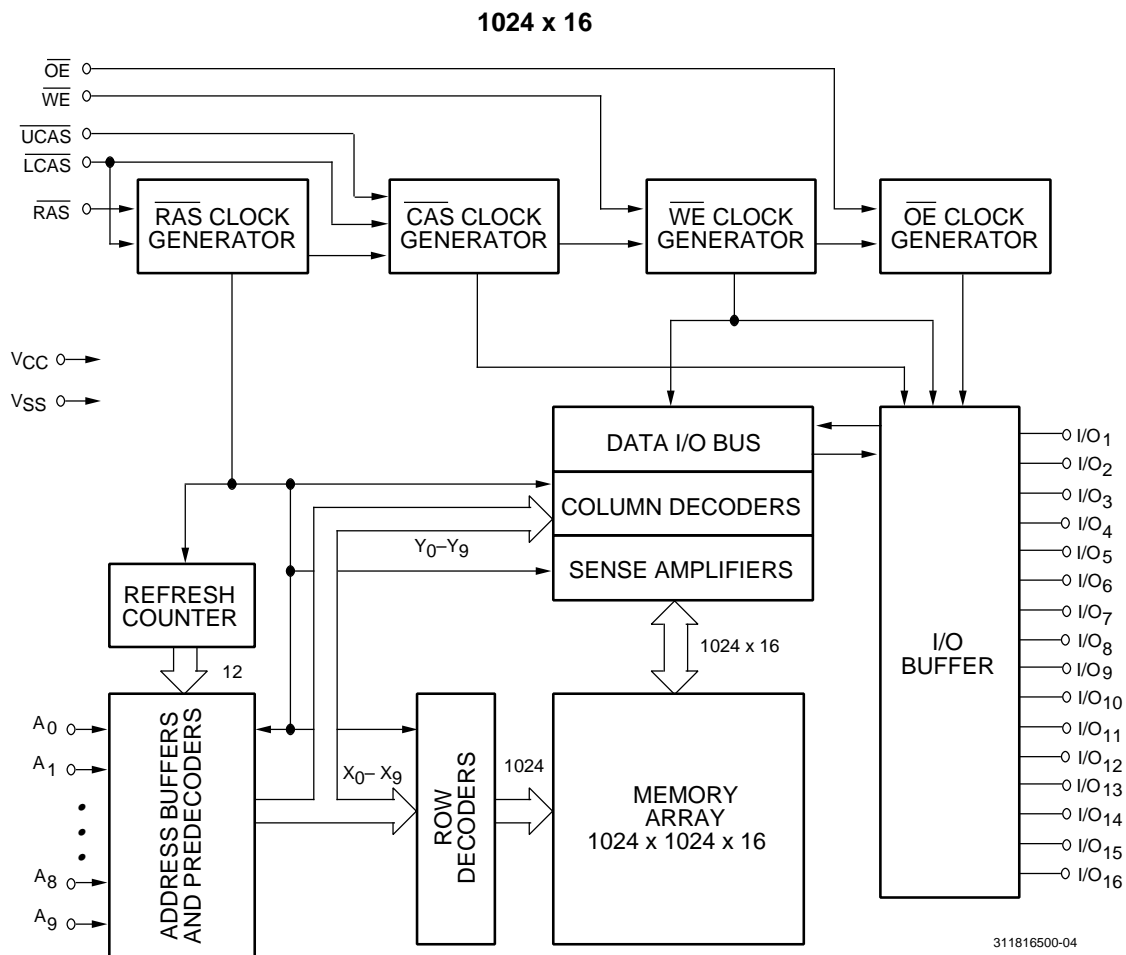 1024 x 16
OE
WE
UCAS
LCAS
RAS
RAS CLOCK
GENERATOR
CAS CLOCK
GENERATOR
WE CLOCK
GENERATOR
OE CLOCK
GENERATOR
VCC
VSS
DATA I/O BUS
COLUMN DECODERS
SENSE AMPLIFIERS
Y0–Y9
REFRESH
COUNTER
12
1024 x 16
I/O
BUFFER
I/O1
I/O2
I/O3
I/O4
I/O5
I/O6
I/O7
I/O8
I/O9
I/O10
I/O11
I/O12
I/O13
I/O14
I/O15
I/O16
A0
A1
A8
A9
ADDRESS BUFFERS
AND PREDECODERS
X0– X9
ROW
DECODERS
1024
MEMORY
ARRAY
1024 x 1024 x 16
311816500-04